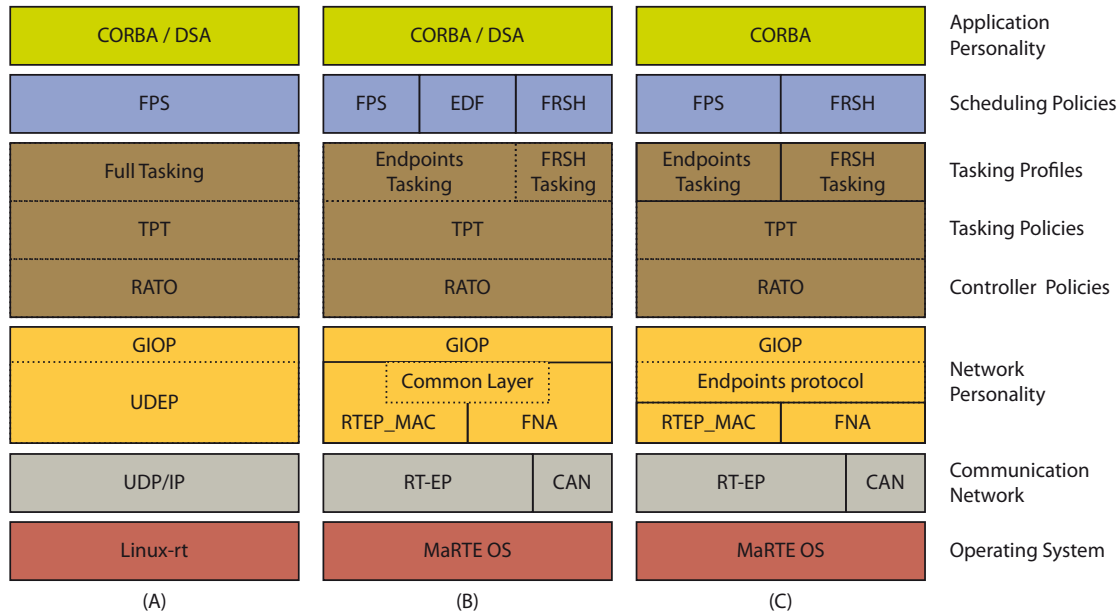 CORBA / DSA
CORBA / DSA
CORBA
Application
Personality
FPS
FPS
EDF
FRSH
FPS
FRSH
Scheduling Policies
Full Tasking
Endpoints
Tasking
FRSH
Tasking
Endpoints
Tasking
FRSH
Tasking
Tasking Profiles
TPT
TPT
TPT
Tasking Policies
RATO
RATO
RATO
Controller Policies
GIOP
GIOP
GIOP
UDEP
Common Layer
Endpoints protocol
Network
Personality
RTEP_MAC
FNA
RTEP_MAC
FNA
UDP/IP
RT-EP
CAN
RT-EP
CAN
Communication
Network
Linux-rt
MaRTE OS
MaRTE OS
Operating System
(A)
(B)
(C)